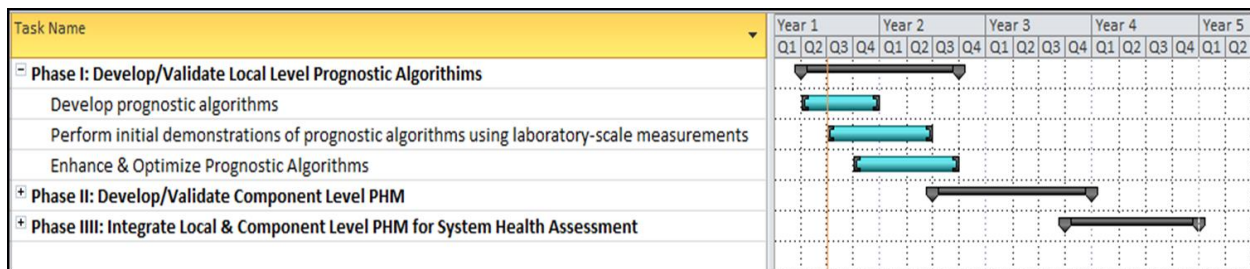 Task Name
Year 1 Year 2 Year 3 Year 4 Year 5
Q1 Q2 Q3 Q4 Q1 Q2 Q3 Q4 Q1 Q2 Q3 Q4 Q1 Q2 Q3 Q4 Q1 Q2
Phase I: Develop/Validate Local Level Prognostic Algorithims
Develop prognostic algorithms
Perform initial demonstrations of prognostic algorithms using laboratory-scale measurements
Enhance & Optimize Prognostic Algorithms
Phase II: Develop/Validate Component Level PHM
Phase IIII: Integrate Local & Component Level PHM for System Health Assessment